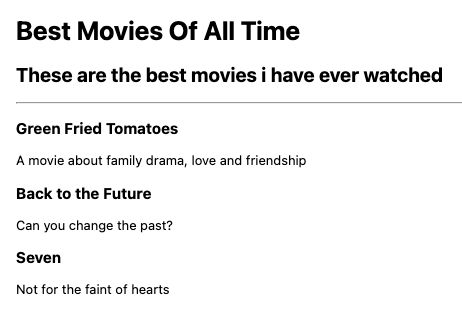 Best Movies Of All Time
These are the best movies i have ever watched
Green Fried Tomatoes
A movie about family drama, love and friendship
Back to the Future
Can you change the past?
Seven
Not for the faint of hearts